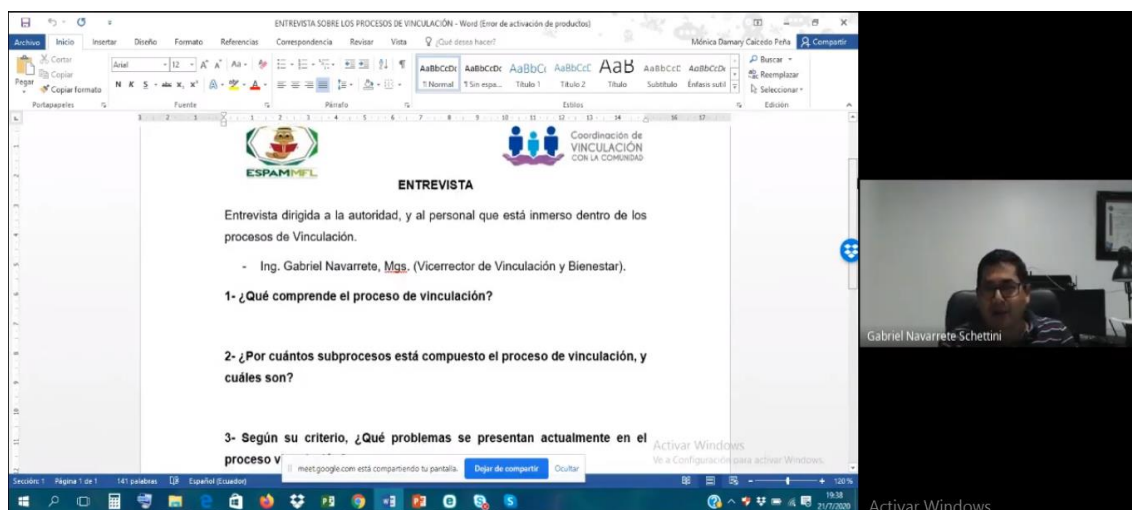 ENTREVISTA SOBRE LOS PROCESOS DE VINCULACIÓN - Word (Error de activación de productos)
Archivo Inicio Insertar Diseño Formato Referencias Correspondencia Revisar Vista ¿Qué desea hacer? Mónica Damary Caicedo Peña Compartir
Pegar
Cortar
Copiar
Copiar formato
Portapapeles
Arial 12
N K S abc x₂ x²
Fuente
Párrafo
AaBbCcDc AaBbCcDc AaBbC AaBbCcC AaB AaBbCcC AaBbCcDc
¶ Normal ¶ Sin espa... Título 1 Título 2 Título Subtítulo Énfasis sutil
Estilos
Buscar
Reemplazar
Seleccionar
Edición
ESPAMMFL
Coordinación de
VINCULACIÓN
CON LA COMUNIDAD
ENTREVISTA
Entrevista dirigida a la autoridad, y al personal que está inmerso dentro de los
procesos de Vinculación.
- Ing. Gabriel Navarrete, Mgs. (Vicerrector de Vinculación y Bienestar).
1- ¿Qué comprende el proceso de vinculación?
2- ¿Por cuántos subprocesos está compuesto el proceso de vinculación, y
cuáles son?
3- Según su criterio, ¿Qué problemas se presentan actualmente en el
proceso
meet.google.com está compartiendo tu pantalla. Dejar de compartir Ocultar
Activar Windows
Ve a Configuración para activar Windows.
Sección: 1 Página 1 de 1 141 palabras Español (Ecuador) 120%
19:38
21/7/2020
Gabriel Navarrete Schettini
Activar Windows